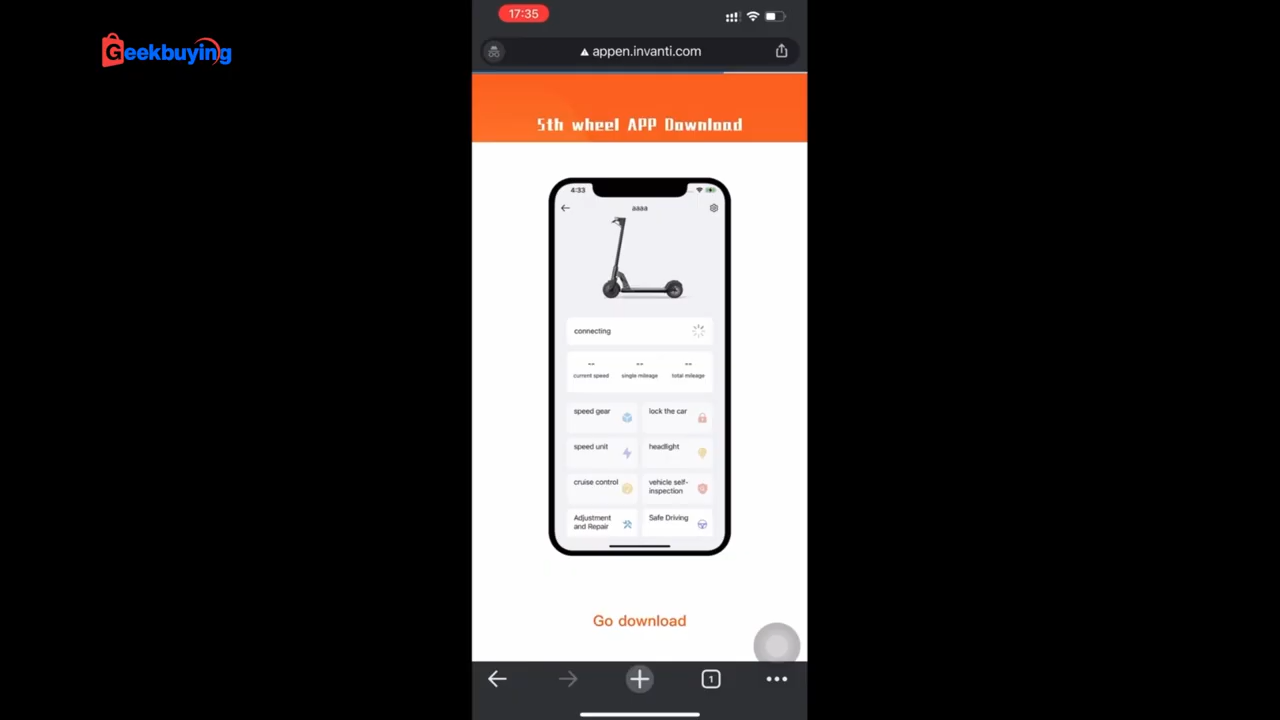 Geekbuying
17:35
appen.invanti.com
5th wheel APP Download
4:33
aaaa
connecting
-- -- --
current speed single mileage total mileage
speed gear lock the car
speed unit headlight
cruise control vehicle self-
inspection
Adjustment Safe Driving
and Repair
Go download
1